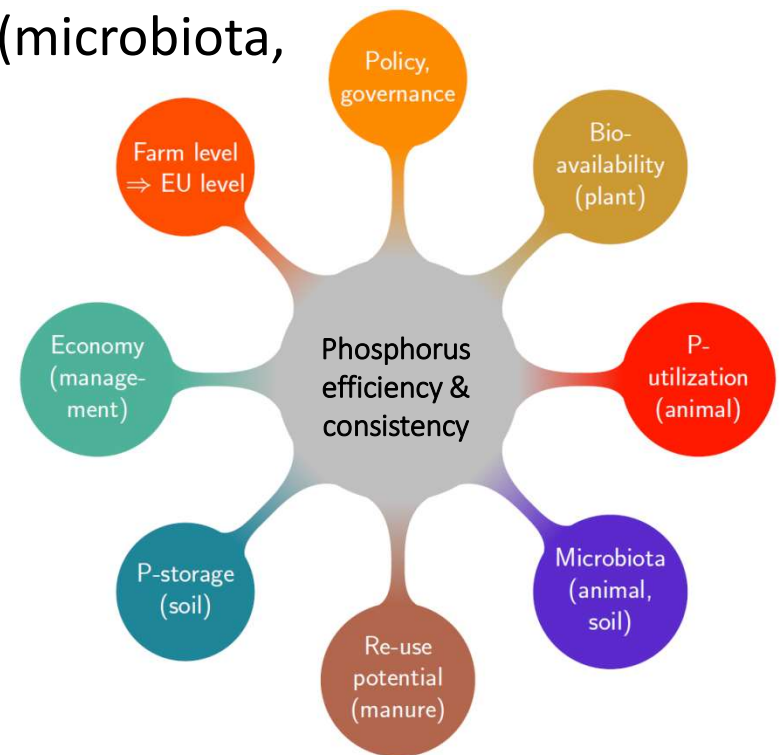 (microbiota,
Policy,
governance
Bio-
availability
(plant)
P-
utilization
(animal)
Microbiota
(animal,
soil)
Re-use
potential
(manure)
P-storage
(soil)
Economy
(manage-
ment)
Farm level
⇒ EU level
Phosphorus
efficiency &
consistency